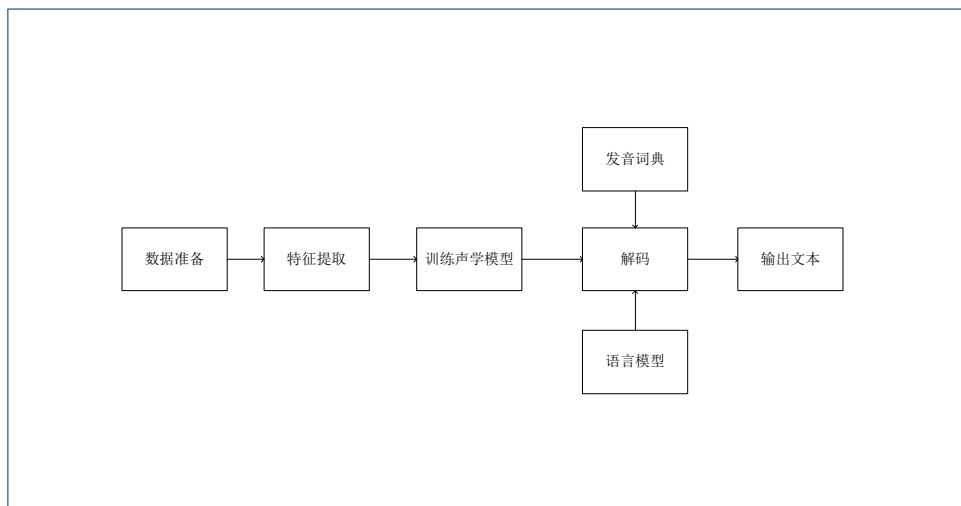 发音词典
数据准备
特征提取
训练声学模型
解码
输出文本
语言模型